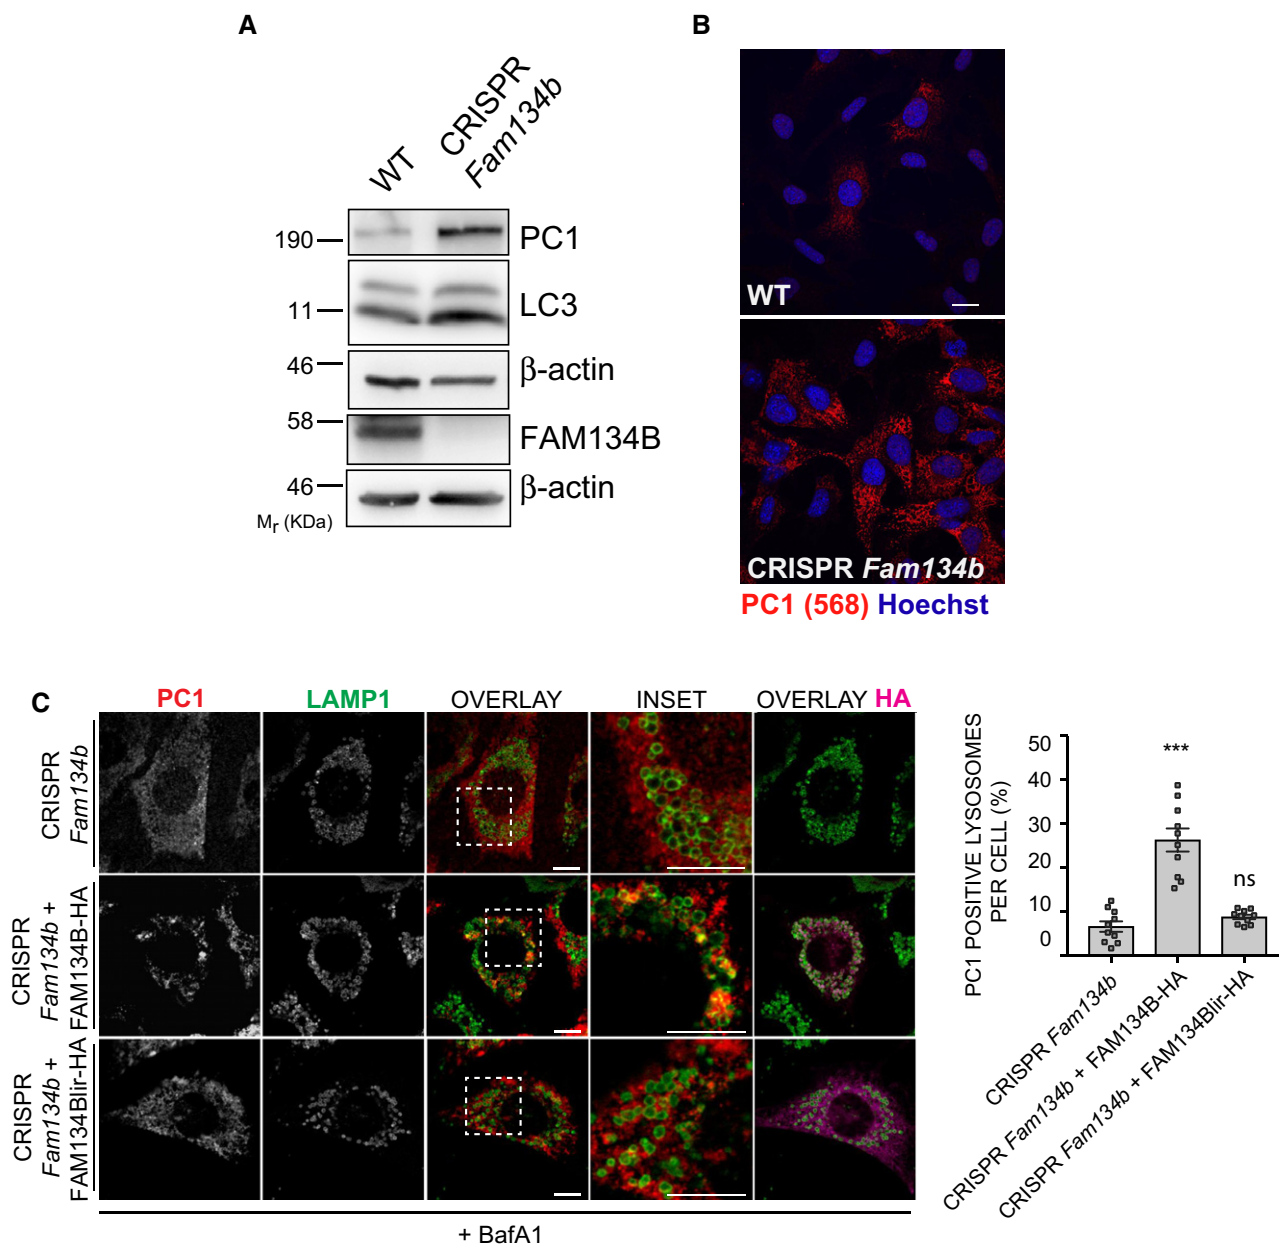 A
WT
CRISPR
Fam134b
190
PC1
11
LC3
46
β-actin
58
FAM134B
46
β-actin
Mr (KDa)
B
WT
CRISPR Fam134b
PC1 (568) Hoechst
C
PC1
LAMP1
OVERLAY
INSET
OVERLAY HA
CRISPR
Fam134b
CRISPR
Fam134b +
FAM134B-HA
CRISPR
Fam134b +
FAM134Blir-HA
+ BafA1
PC1 POSITIVE LYSOSOMES
PER CELL (%)
50
40
30
20
10
0
***
ns
CRISPR Fam134b
CRISPR Fam134b + FAM134B-HA
CRISPR Fam134b + FAM134Blir-HA